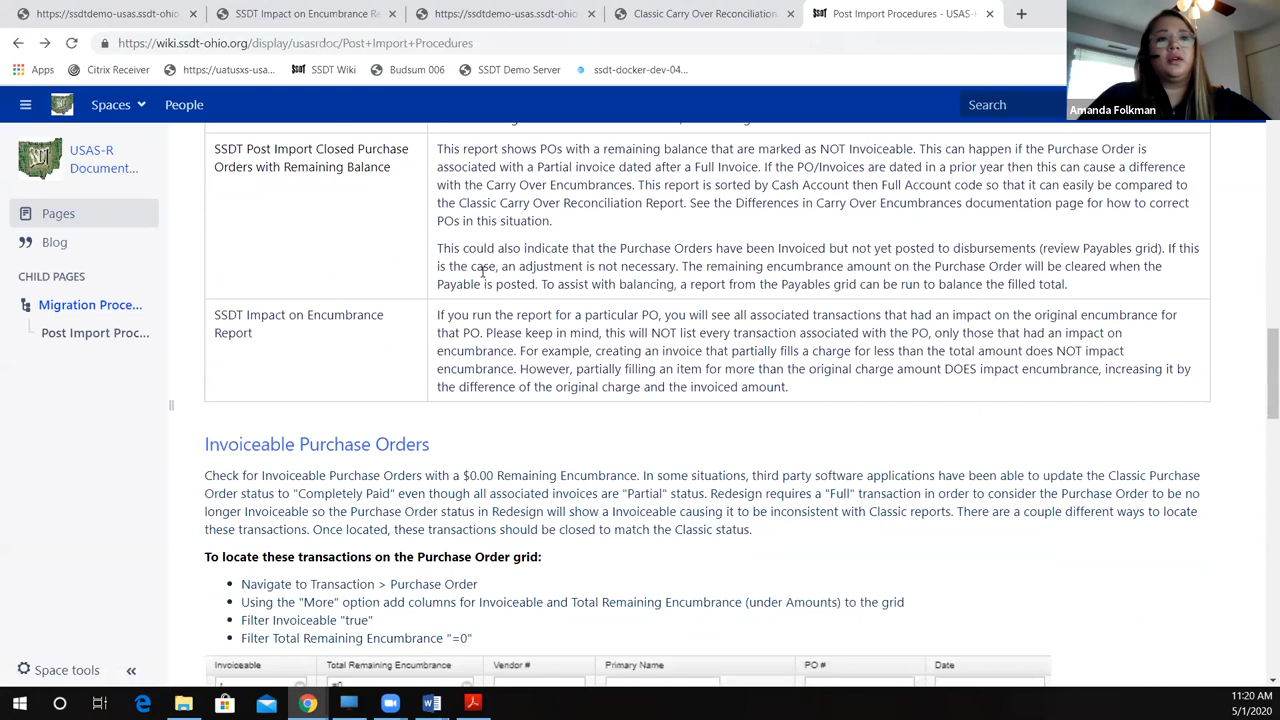 https://ssdtdemo-usas.ssdt-ohio
SSDT Impact on Encumbrance Re
https://ssdtdemo-usas.ssdt-ohio
Classic Carry Over Reconciliation
Post Import Procedures - USAS-R
https://wiki.ssdt-ohio.org/display/usasrdoc/Post+Import+Procedures
Apps
Citrix Receiver
https://uatusxs-usa...
SSDT Wiki
Budsum 006
SSDT Demo Server
ssdt-docker-dev-04...
Spaces
People
Search
Amanda Folkman
SSDT
USAS-R
Document...
Pages
Blog
CHILD PAGES
Migration Proce...
Post Import Proc...
Space tools
SSDT Post Import Closed Purchase
Orders with Remaining Balance
This report shows POs with a remaining balance that are marked as NOT Invoiceable. This can happen if the Purchase Order is
associated with a Partial invoice dated after a Full Invoice. If the PO/Invoices are dated in a prior year then this can cause a difference
with the Carry Over Encumbrances. This report is sorted by Cash Account then Full Account code so that it can easily be compared to
the Classic Carry Over Reconciliation Report. See the Differences in Carry Over Encumbrances documentation page for how to correct
POs in this situation.
This could also indicate that the Purchase Orders have been Invoiced but not yet posted to disbursements (review Payables grid). If this
is the case, an adjustment is not necessary. The remaining encumbrance amount on the Purchase Order will be cleared when the
Payable is posted. To assist with balancing, a report from the Payables grid can be run to balance the filled total.
SSDT Impact on Encumbrance
Report
If you run the report for a particular PO, you will see all associated transactions that had an impact on the original encumbrance for
that PO. Please keep in mind, this will NOT list every transaction associated with the PO, only those that had an impact on
encumbrance. For example, creating an invoice that partially fills a charge for less than the total amount does NOT impact
encumbrance. However, partially filling an item for more than the original charge amount DOES impact encumbrance, increasing it by
the difference of the original charge and the invoiced amount.
Invoiceable Purchase Orders
Check for Invoiceable Purchase Orders with a $0.00 Remaining Encumbrance. In some situations, third party software applications have been able to update the Classic Purchase
Order status to "Completely Paid" even though all associated invoices are "Partial" status. Redesign requires a "Full" transaction in order to consider the Purchase Order to be no
longer Invoiceable so the Purchase Order status in Redesign will show a Invoiceable causing it to be inconsistent with Classic reports. There are a couple different ways to locate
these transactions. Once located, these transactions should be closed to match the Classic status.
To locate these transactions on the Purchase Order grid:
Navigate to Transaction > Purchase Order
Using the "More" option add columns for Invoiceable and Total Remaining Encumbrance (under Amounts) to the grid
Filter Invoiceable "true"
Filter Total Remaining Encumbrance "=0"
Invoiceable
Total Remaining Encumbrance
Vendor #
Primary Name
PO #
Date
11:20 AM
5/1/2020